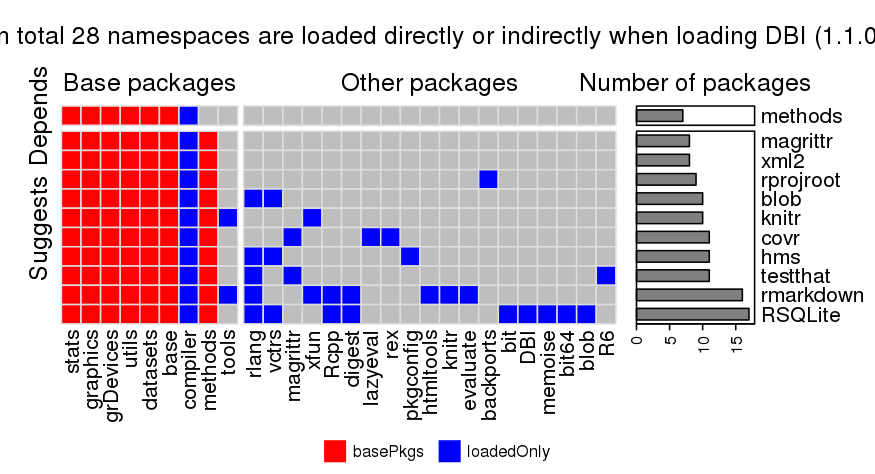 n total 28 namespaces are loaded directly or indirectly when loading DBI (1.1.0
Base packages
Other packages
Number of packages
Depends
Suggests
methods
magrittr
xml2
rprojroot
blob
knitr
covr
hms
testthat
rmarkdown
RSQLite
0
5
10
15
stats
graphics
grDevices
utils
datasets
base
compiler
methods
tools
rlang
vctrs
magrittr
xfun
Rcpp
digest
lazyeval
rex
pkgconfig
htmltools
knitr
evaluate
backports
bit
DBI
memoise
bit64
blob
R6
basePkgs
loadedOnly